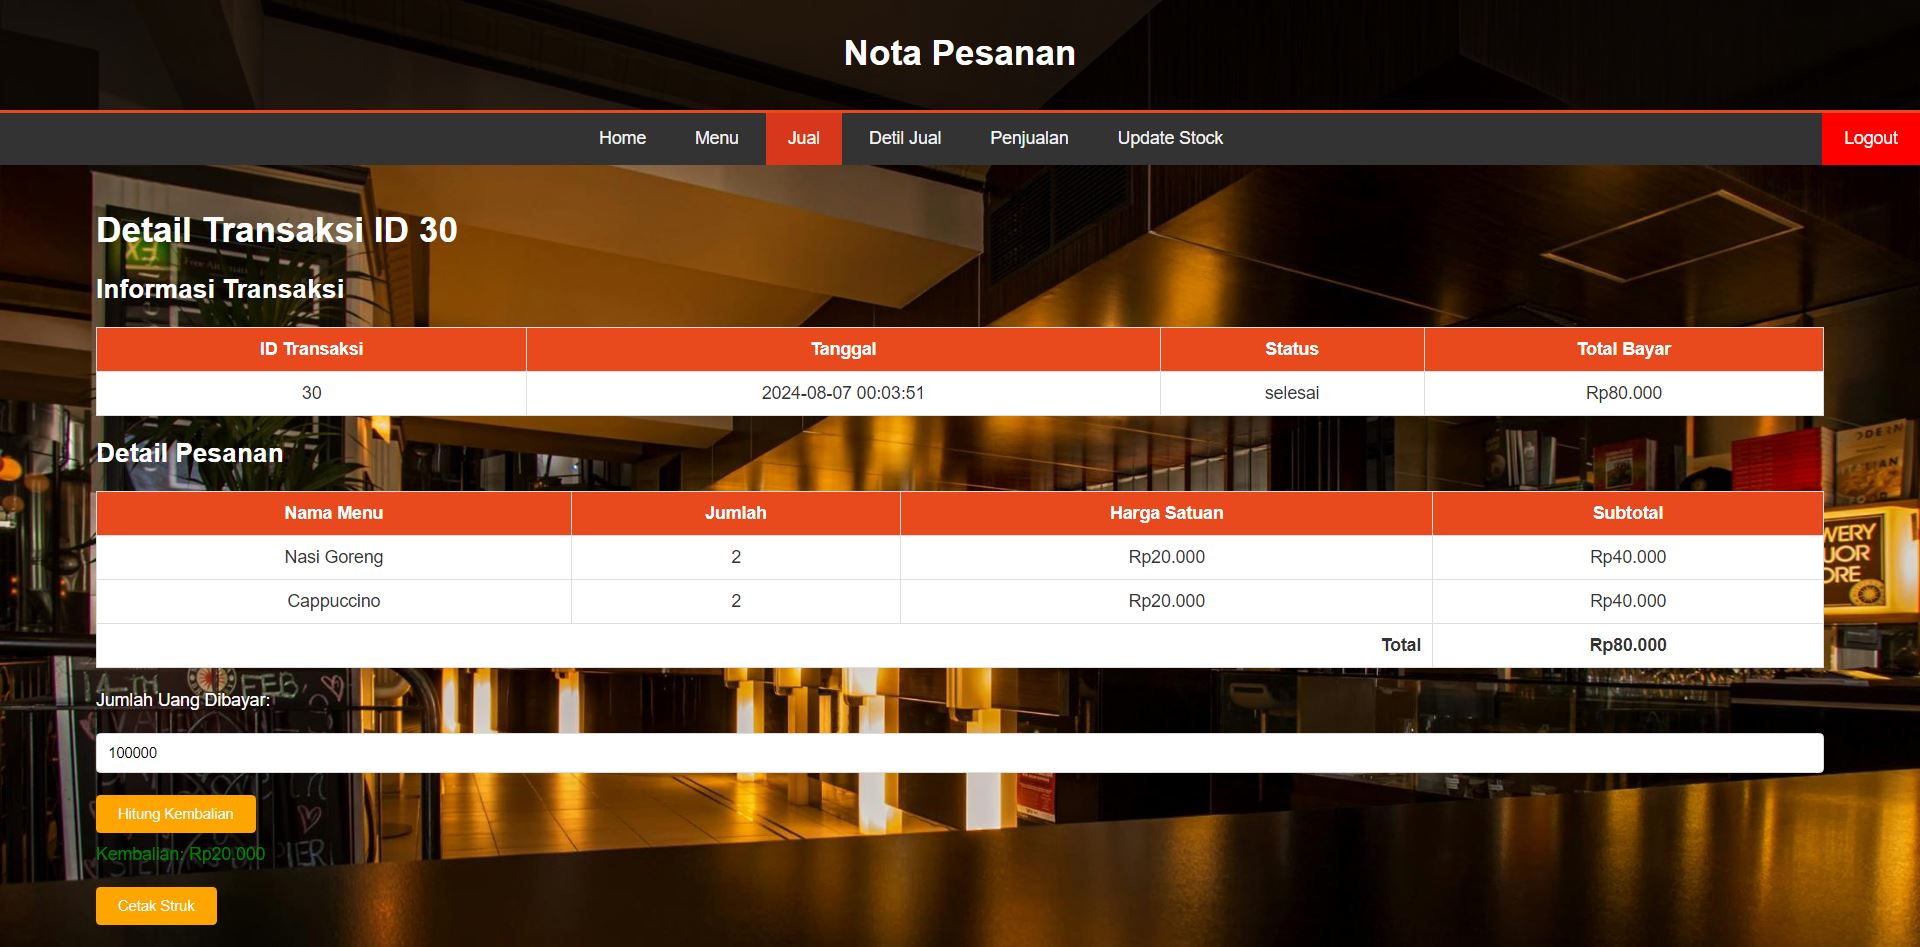 Nota Pesanan
Home Menu Jual Detil Jual Penjualan Update Stock Logout
Detail Transaksi ID 30
Informasi Transaksi
ID Transaksi Tanggal Status Total Bayar
30 2024-08-07 00:03:51 selesai Rp80.000
Detail Pesanan
Nama Menu Jumlah Harga Satuan Subtotal
Nasi Goreng 2 Rp20.000 Rp40.000
Cappuccino 2 Rp20.000 Rp40.000
Total Rp80.000
Jumlah Uang Dibayar:
100000
Hitung Kembalian
Kembalian: Rp20.000
Cetak Struk
FEB,